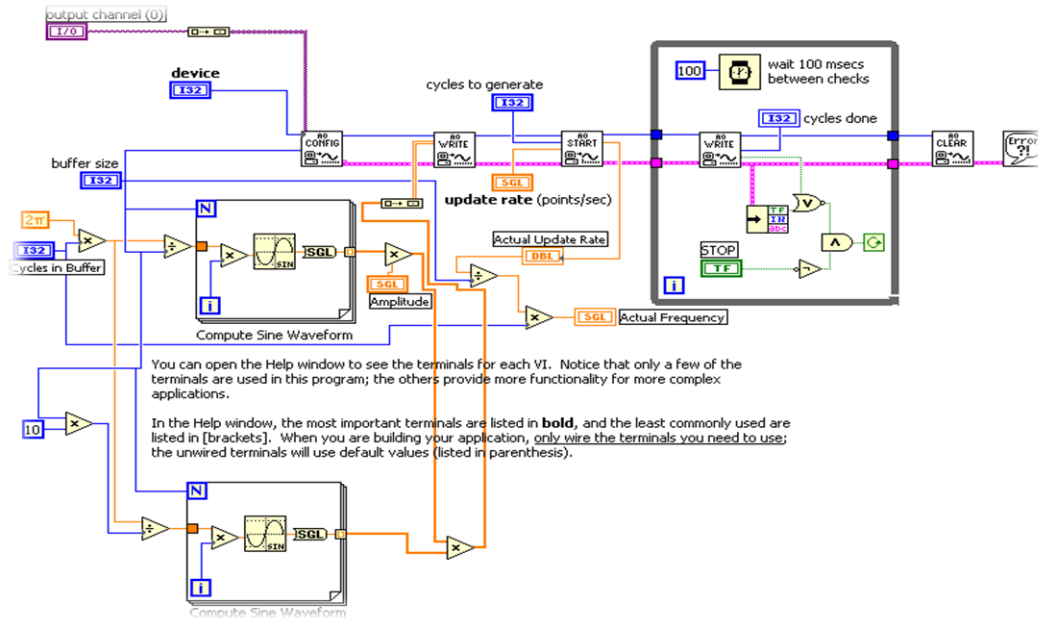 output channel (0)
I/O
device
I32
cycles to generate
I32
100
wait 100 msecs
between checks
I32 cycles done
AO
CONFIG
AO
WRITE
AO
START
AO
WRITE
AO
CLEAR
Error
?!
buffer size
I32
SGL
update rate (points/sec)
TF
I32
abc
V
Λ
STOP
TF
¬
i
2π
I32
Cycles in Buffer
N
SIN
SGL
i
Compute Sine Waveform
SGL
Amplitude
Actual Update Rate
DBL
SGL
Actual Frequency
You can open the Help window to see the terminals for each VI.  Notice that only a few of the
terminals are used in this program; the others provide more functionality for more complex
applications.
In the Help window, the most important terminals are listed in bold, and the least commonly used are
listed in [brackets].  When you are building your application, only wire the terminals you need to use;
the unwired terminals will use default values (listed in parenthesis).
10
N
SIN
SGL
i
Compute Sine Waveform